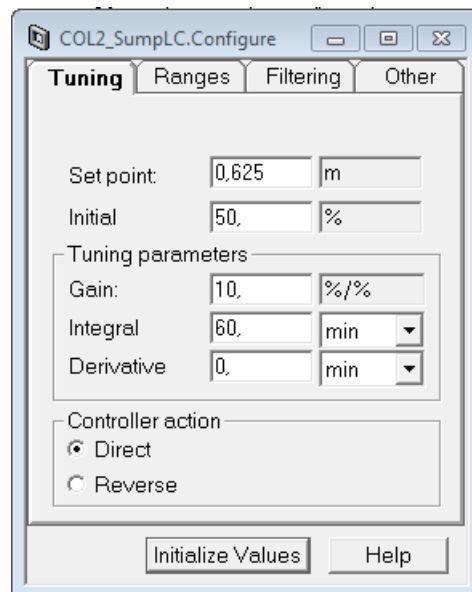 COL2_SumpLC.Configure
Tuning Ranges Filtering Other
Set point: 0,625 m
Initial 50, %
Tuning parameters
Gain: 10, %/%
Integral 60, min
Derivative 0, min
Controller action
Direct
Reverse
Initialize Values Help